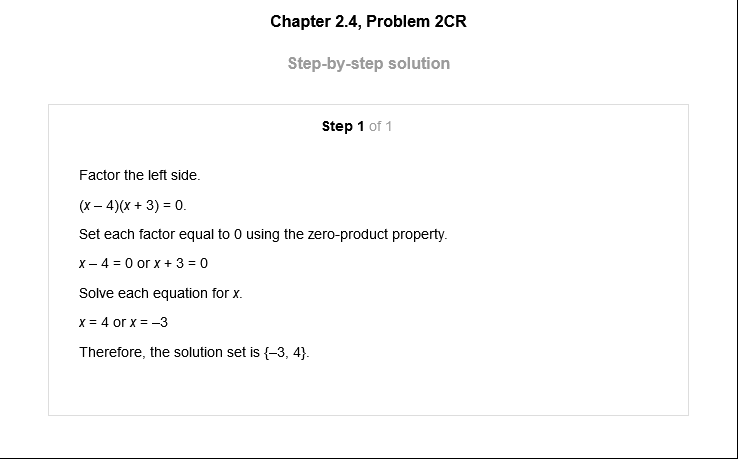 Chapter 2.4, Problem 2CR
Step-by-step solution
Step 1 of 1
Factor the left side.
(x – 4)(x + 3) = 0.
Set each factor equal to 0 using the zero-product property.
x – 4 = 0 or x + 3 = 0
Solve each equation for x.
x = 4 or x = –3
Therefore, the solution set is {–3, 4}.